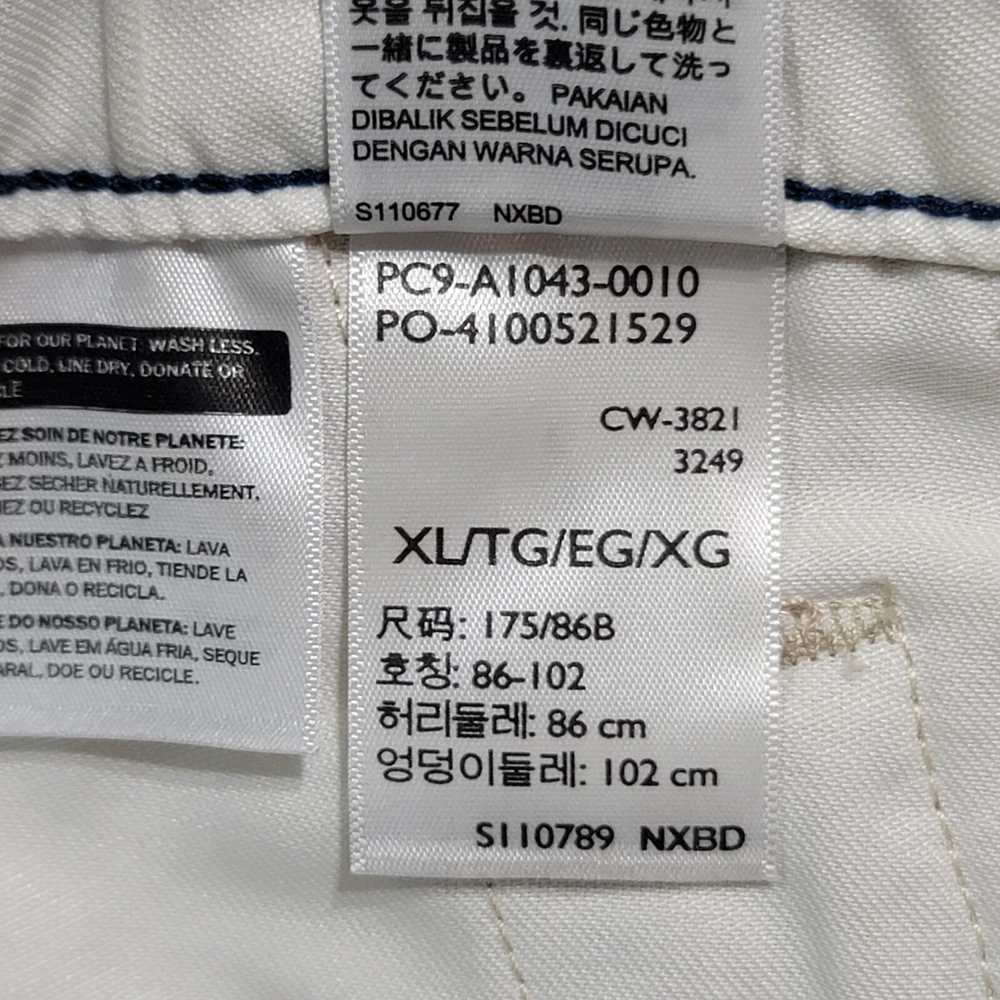 옷을 뒤집을 것. 同じ色物と
一緒に製品を裏返して洗っ
てください。 PAKAIAN
DIBALIK SEBELUM DICUCI
DENGAN WARNA SERUPA.
S110677 NXBD
FOR OUR PLANET: WASH LESS,
COLD, LINE DRY, DONATE OR
EZ SOIN DE NOTRE PLANETE:
MOINS, LAVEZ A FROID,
EZ SECHER NATURELLEMENT.
EZ OU RECYCLEZ
A NUESTRO PLANETA: LAVA
OS, LAVA EN FRIO, TIENDE LA
, DONA O RECICLA.
E DO NOSSO PLANETA: LAVE
OS, LAVE EM ÁGUA FRIA, SEQUE
ARAL, DOE OU RECICLE.
PC9-A1043-0010
PO-4100521529
CW-3821
3249
XL/TG/EG/XG
尺码: 175/86B
호칭: 86-102
허리둘레: 86 cm
엉덩이둘레: 102 cm
S110789 NXBD